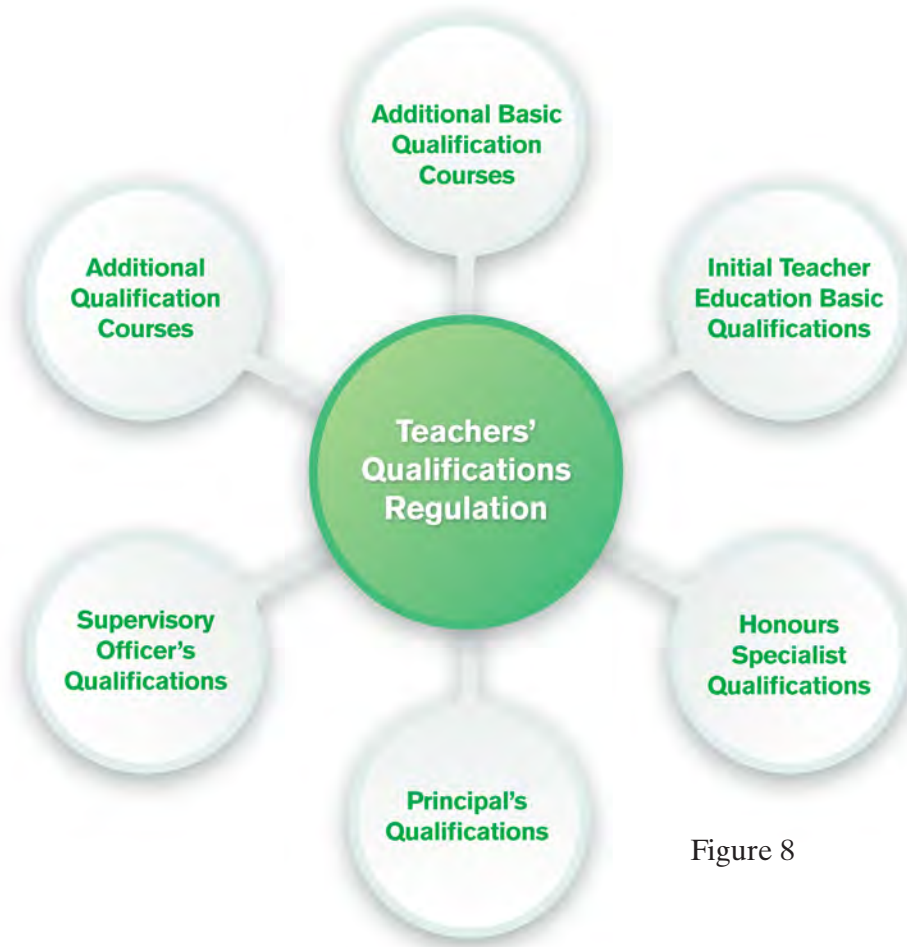 Additional Basic
Qualification
Courses
Additional
Qualification
Courses
Initial Teacher
Education Basic
Qualifications
Teachers’
Qualifications
Regulation
Supervisory
Officer’s
Qualifications
Honours
Specialist
Qualifications
Principal’s
Qualifications
Figure 8